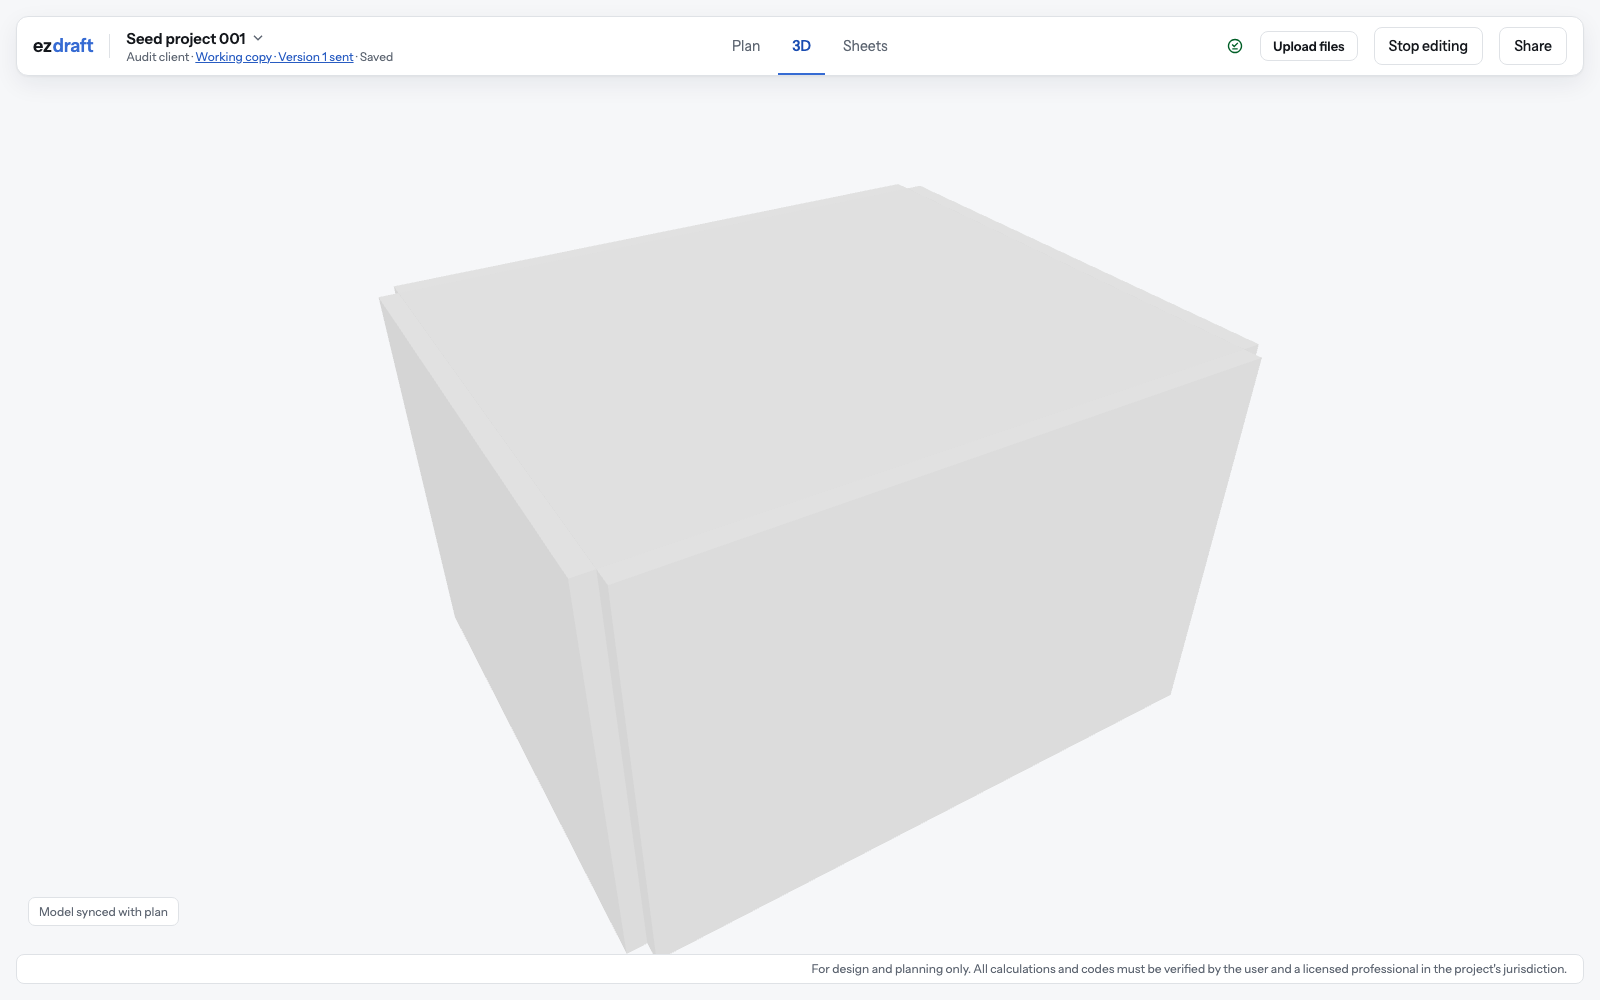 ezdraft
Seed project 001
Audit client · Working copy · Version 1 sent · Saved
Plan
3D
Sheets
Upload files
Stop editing
Share
Model synced with plan
For design and planning only. All calculations and codes must be verified by the user and a licensed professional in the project's jurisdiction.